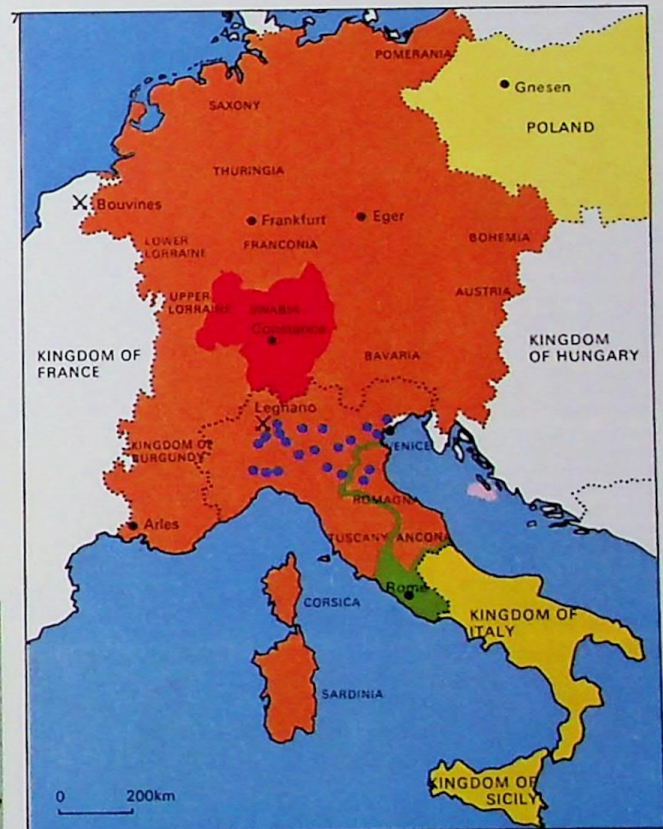 POMERANIA
Gnesen
SAXONY
POLAND
THURINGIA
Bouvines
Frankfurt
Eger
LOWER
LORRAINE
FRANCONIA
BOHEMIA
UPPER
LORRAINE
SWABIA
AUSTRIA
Constance
KINGDOM OF
FRANCE
BAVARIA
KINGDOM
OF HUNGARY
Legnano
KINGDOM OF
BURGUNDY
VENICE
ROMAGNA
Arles
TUSCANY
ANCONA
Rome
CORSICA
KINGDOM OF
ITALY
SARDINIA
KINGDOM OF
SICILY
0 200km